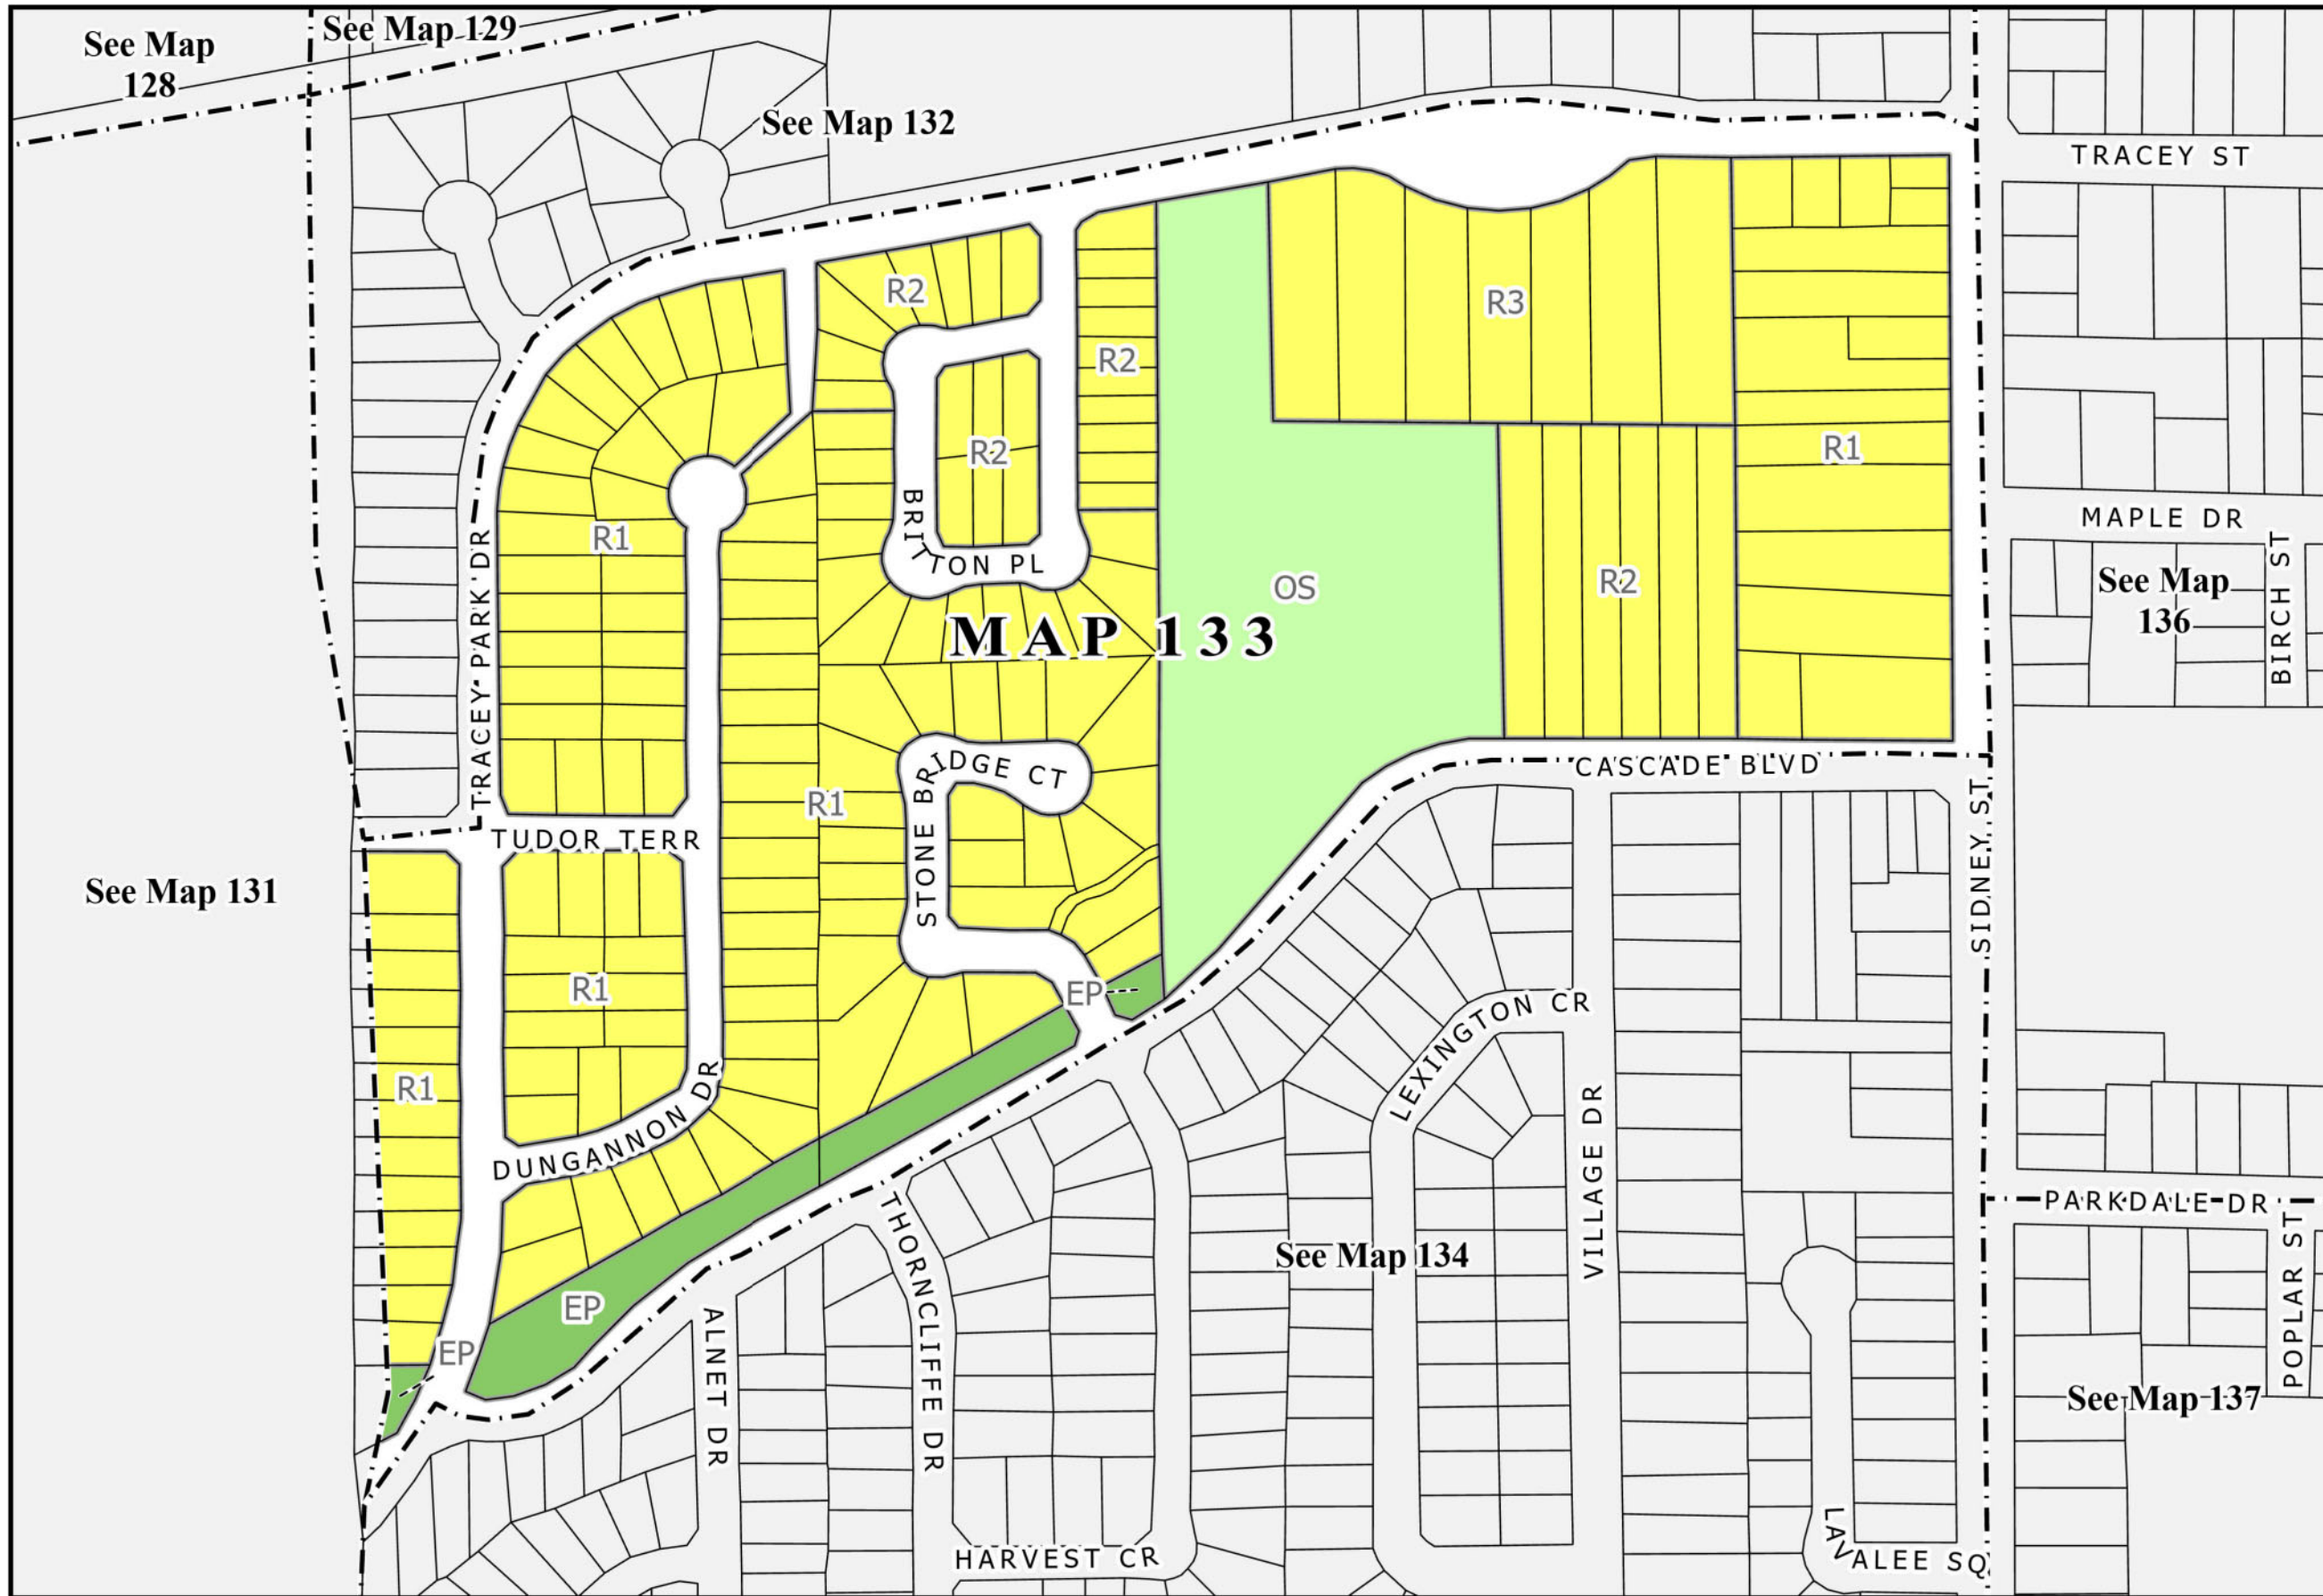 See Map 129
See Map
128
See Map 132
TRACEY ST
R2
R3
R2
R1
R2
BRITTON PL
MAPLE DR
R1
TRACEY PARK DR
OS
R2
See Map
136
BIRCH ST
MAP 133
STONE BRIDGE CT
CASCADE BLVD
R1
TUDOR TERR
SIDNEY ST
See Map 131
R1
EP
LEXINGTON CR
R1
DUNGANNON DR
VILLAGE DR
PARKDALE DR
THORNCLIFFE DR
See Map 134
POPLAR ST
EP
EP
ALNET DR
See Map 137
HARVEST CR
LAVALEE SQ